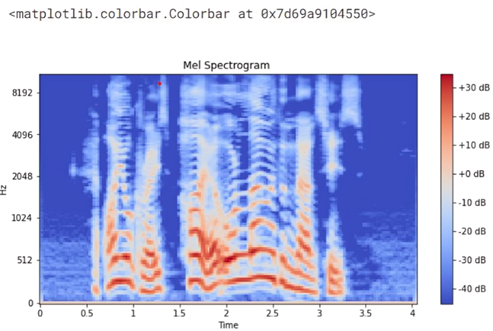 <matplotlib.colorbar.Colorbar at 0x7d69a9104550>
Mel Spectrogram
8192
4096
2048
1024
512
0
Hz
0
0.5
1
1.5
2
2.5
3
3.5
4
Time
+30 dB
+20 dB
+10 dB
+0 dB
-10 dB
-20 dB
-30 dB
-40 dB